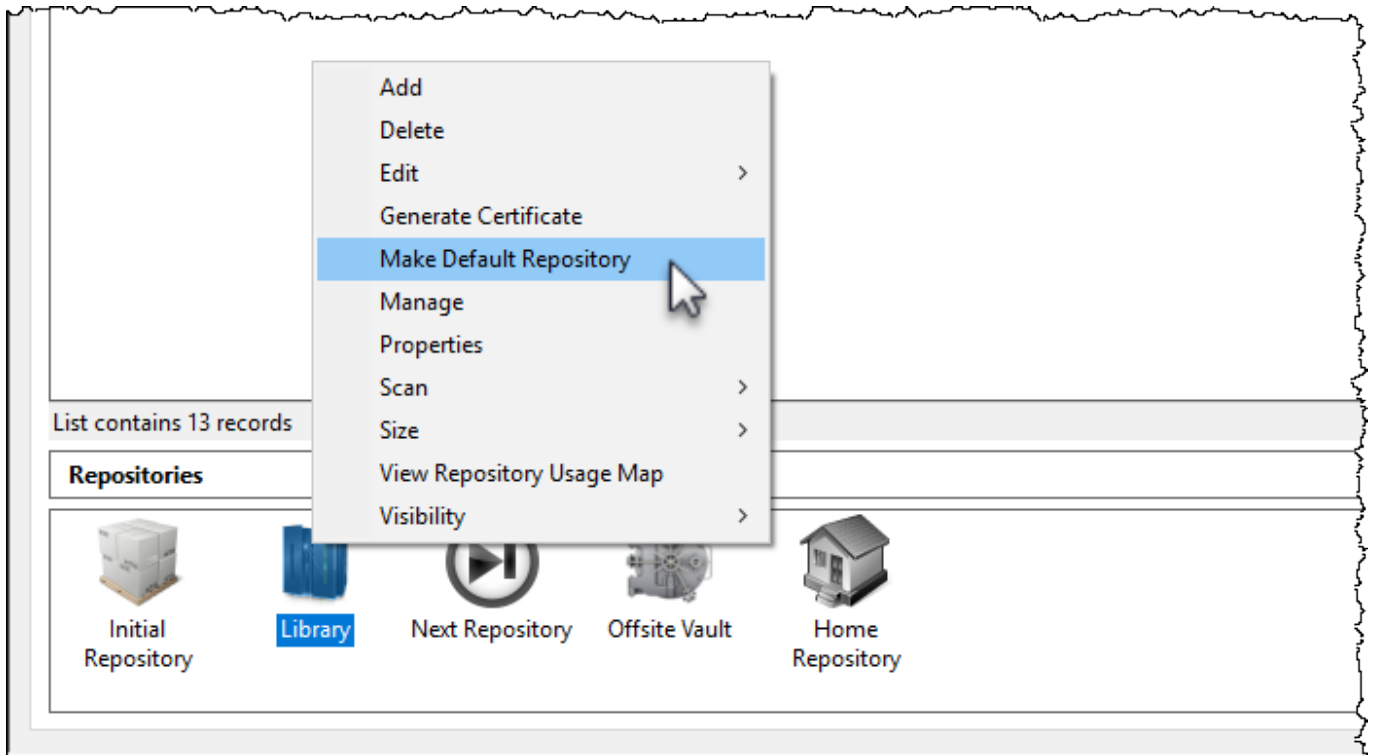 Add
Delete
Edit
Generate Certificate
Make Default Repository
Manage
Properties
Scan
List contains 13 records
Size
Repositories
View Repository Usage Map
Visibility
Initial
Repository
Library
Next Repository
Offsite Vault
Home
Repository